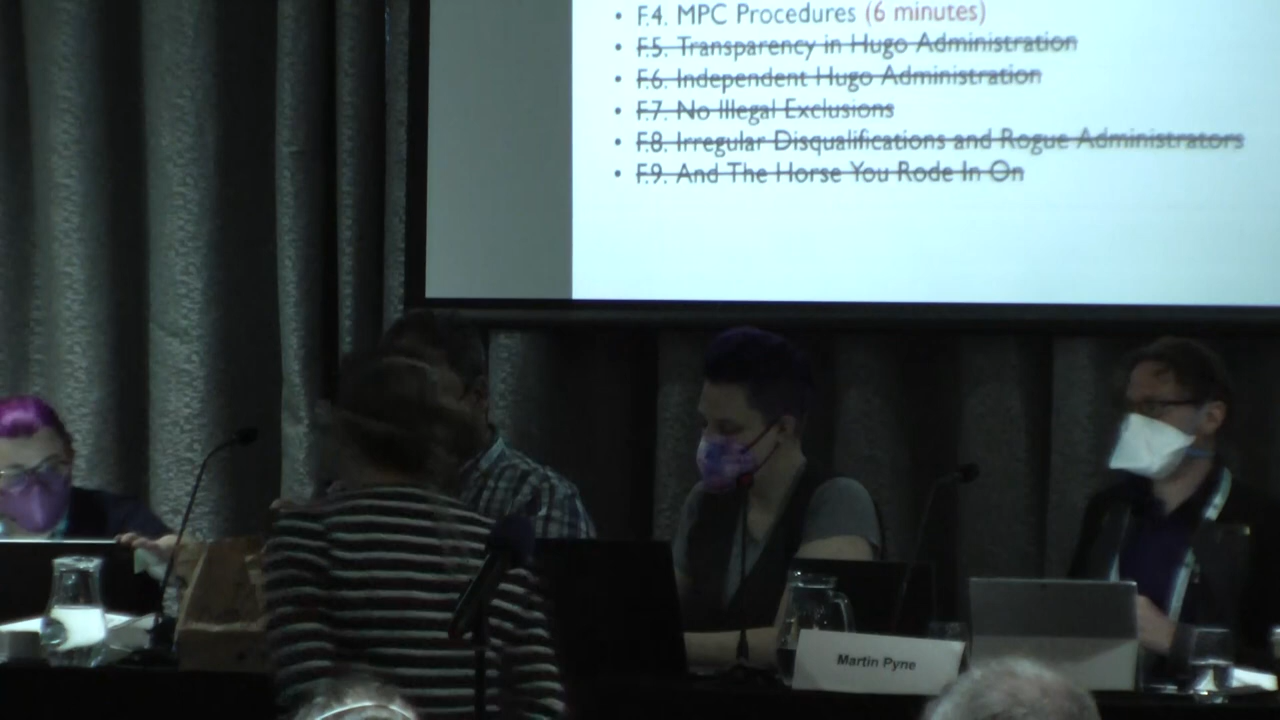 • F.4. MPC Procedures (6 minutes)
• F.5. Transparency in Hugo Administration
• F.6. Independent Hugo Administration
• F.7. No Illegal Exclusions
• F.8. Irregular Disqualifications and Rogue Administrators
• F.9. And The Horse You Rode In On
Martin Pyne